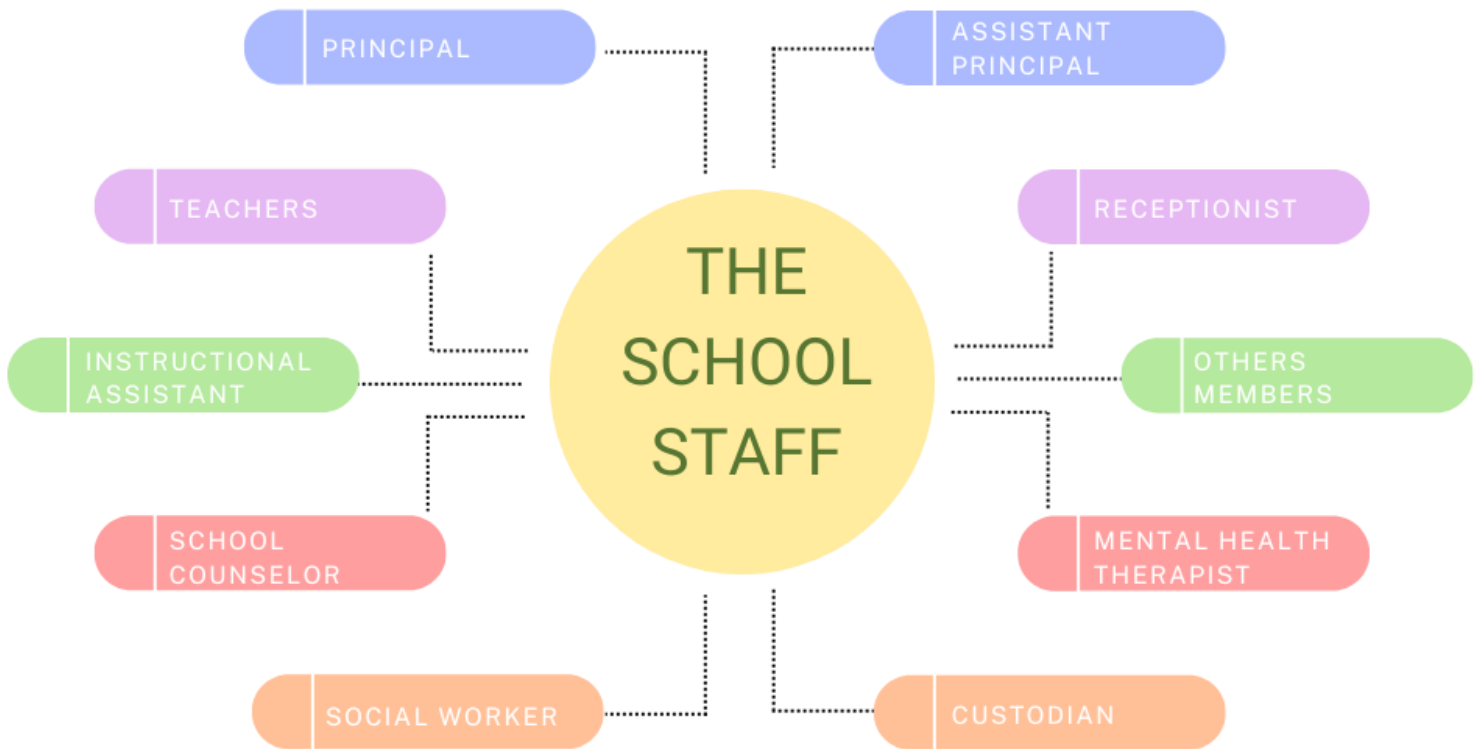 PRINCIPAL
ASSISTANT
PRINCIPAL
TEACHERS
RECEPTIONIST
THE
SCHOOL
STAFF
INSTRUCTIONAL
ASSISTANT
OTHERS
MEMBERS
SCHOOL
COUNSELOR
MENTAL HEALTH
THERAPIST
SOCIAL WORKER
CUSTODIAN